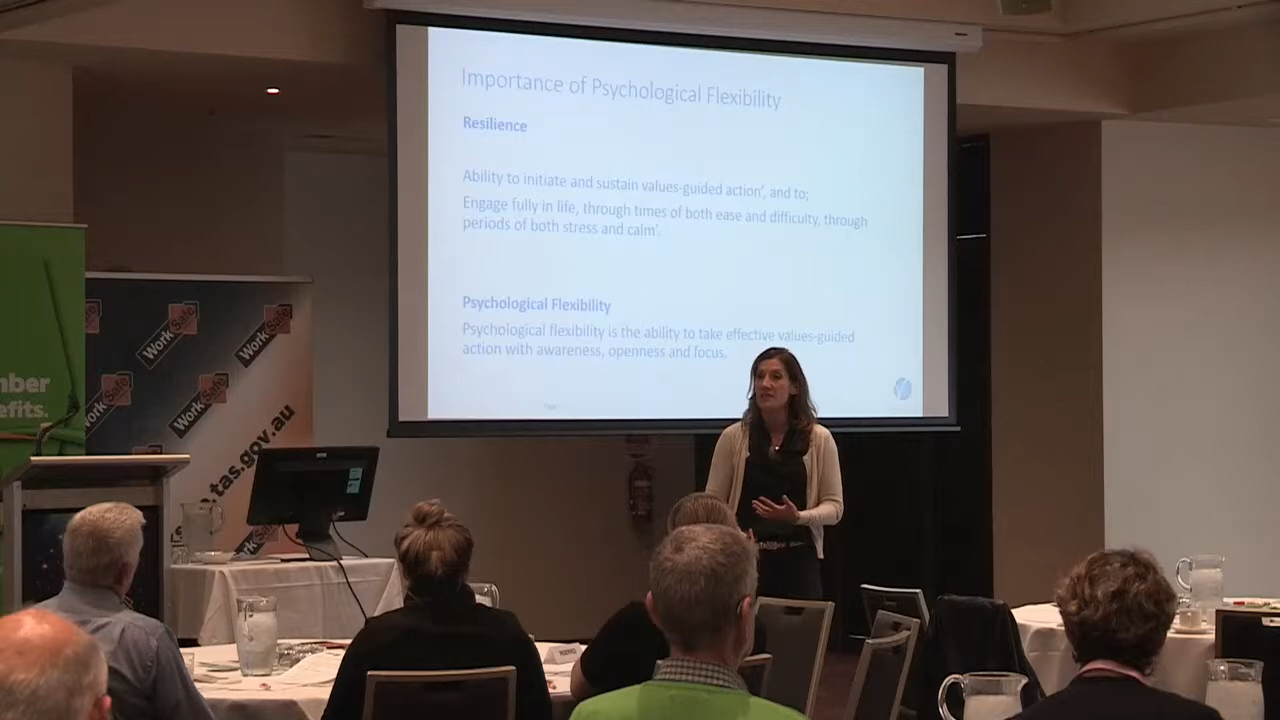 Importance of Psychological Flexibility
Resilience
Ability to initiate and sustain values-guided action’, and to;
Engage fully in life, through times of both ease and difficulty, through
periods of both stress and calm’.
Psychological Flexibility
Psychological flexibility is the ability to take effective values-guided
action with awareness, openness and focus.
nber
efits.
WorkSafe
WorkSafe
WorkSafe
WorkSafe
.tas.gov.au